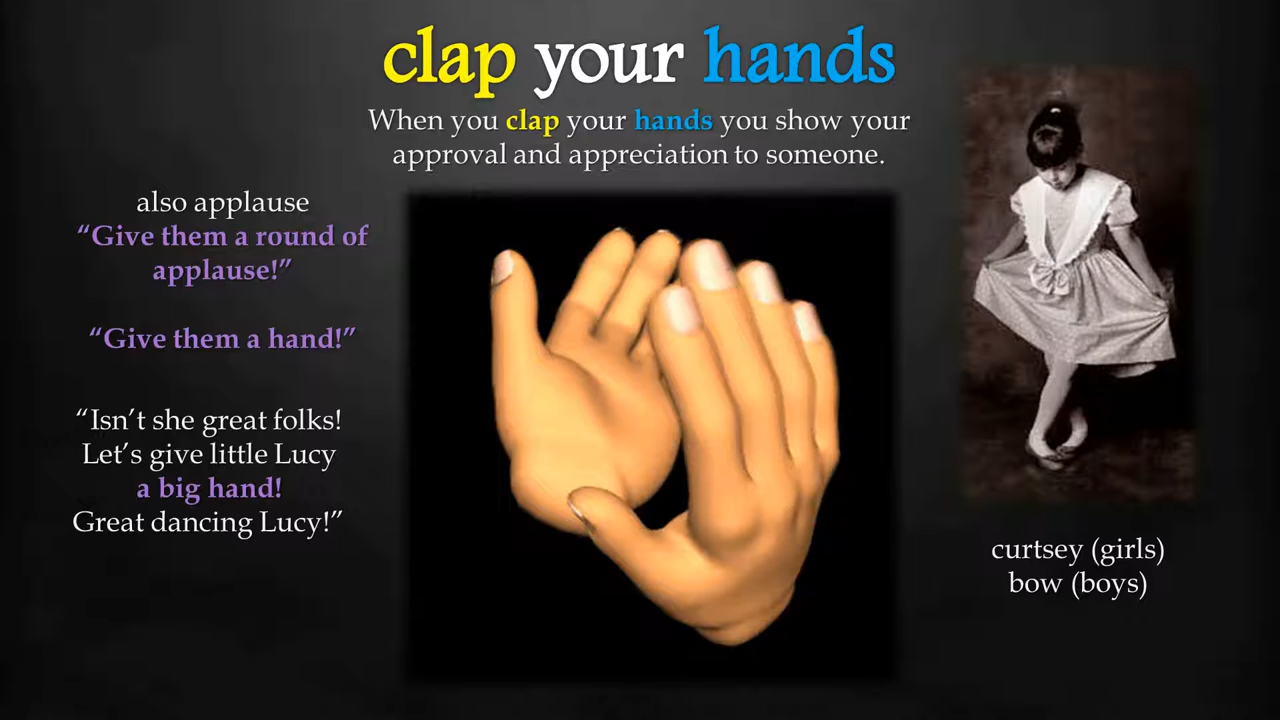 clap your hands
When you clap your hands you show your
approval and appreciation to someone.
also applause
“Give them a round of
applause!”
“Give them a hand!”
“Isn’t she great folks!
Let’s give little Lucy
a big hand!
Great dancing Lucy!”
curtsey (girls)
bow (boys)